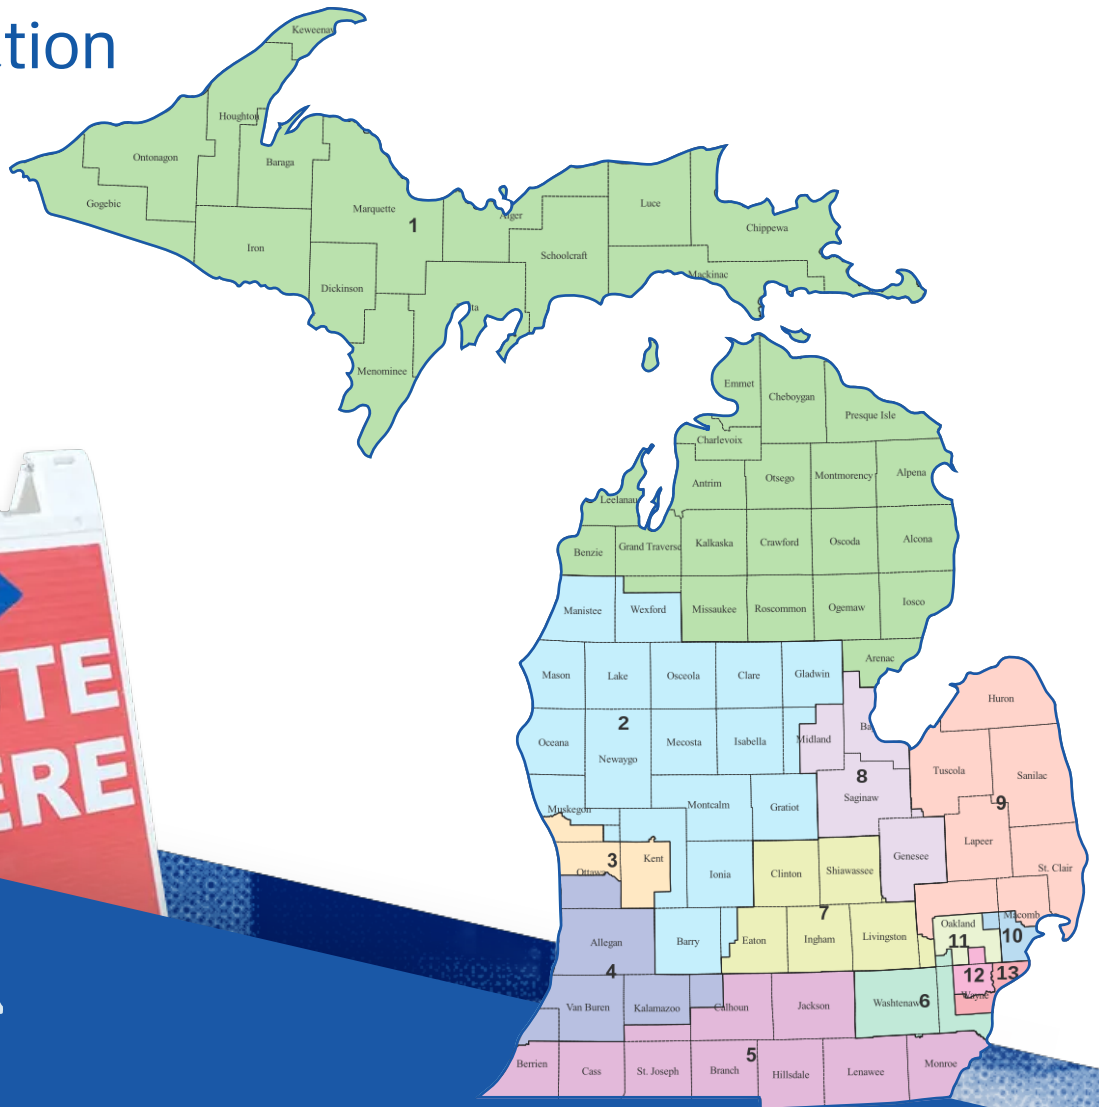 tion
Keweenaw
Houghton
Ontonagon
Baraga
Gogebic
Marquette
1
Alger
Luce
Chippewa
Iron
Schoolcraft
Dickinson
Mackinac
ta
Menominee
Emmet
Cheboygan
Presque Isle
Charlevoix
Antrim
Otsego
Montmorency
Alpena
Leelanau
Benzie
Grand Traverse
Kalkaska
Crawford
Oscoda
Alcona
Manistee
Wexford
Missaukee
Roscommon
Ogemaw
Iosco
Arenac
Mason
Lake
Osceola
Clare
Gladwin
Huron
2
Oceana
Newaygo
Mecosta
Isabella
Midland
Ba
Tuscola
Sanilac
8
Saginaw
9
Muskegon
Montcalm
Gratiot
Lapeer
St. Clair
3
Ottawa
Kent
Ionia
Clinton
Shiawassee
Genesee
7
Macomb
Oakland
11
10
Allegan
Barry
Eaton
Ingham
Livingston
4
12
13
Wayne
Van Buren
Kalamazoo
Calhoun
Jackson
Washtenaw
6
5
Berrien
Cass
St. Joseph
Branch
Hillsdale
Lenawee
Monroe
TE
ERE